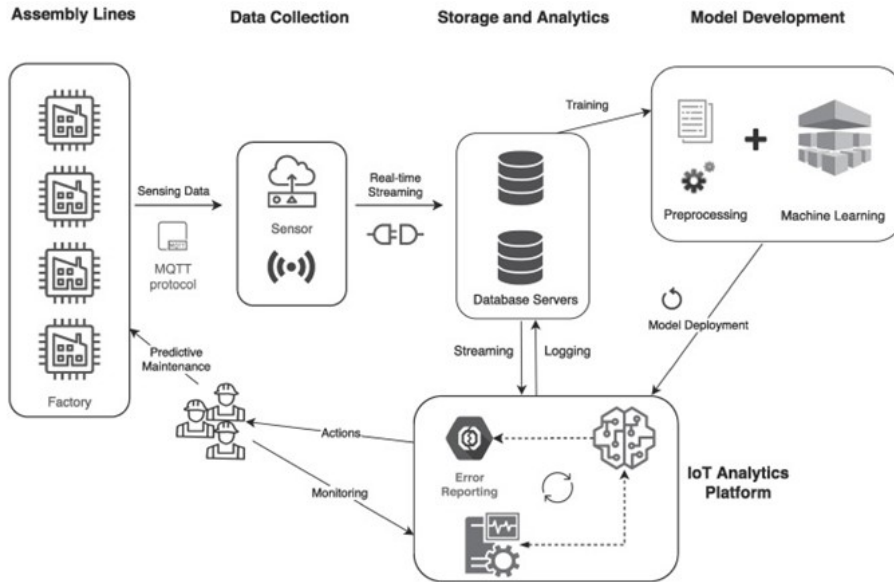 Assembly Lines
Data Collection
Storage and Analytics
Model Development
Sensing Data
MQTT
MQTT
protocol
Factory
Sensor
Real-time
Streaming
Database Servers
Training
Preprocessing
Machine Learning
Model Deployment
Streaming
Logging
Predictive
Maintenance
Actions
Monitoring
Error
Reporting
IoT Analytics
Platform